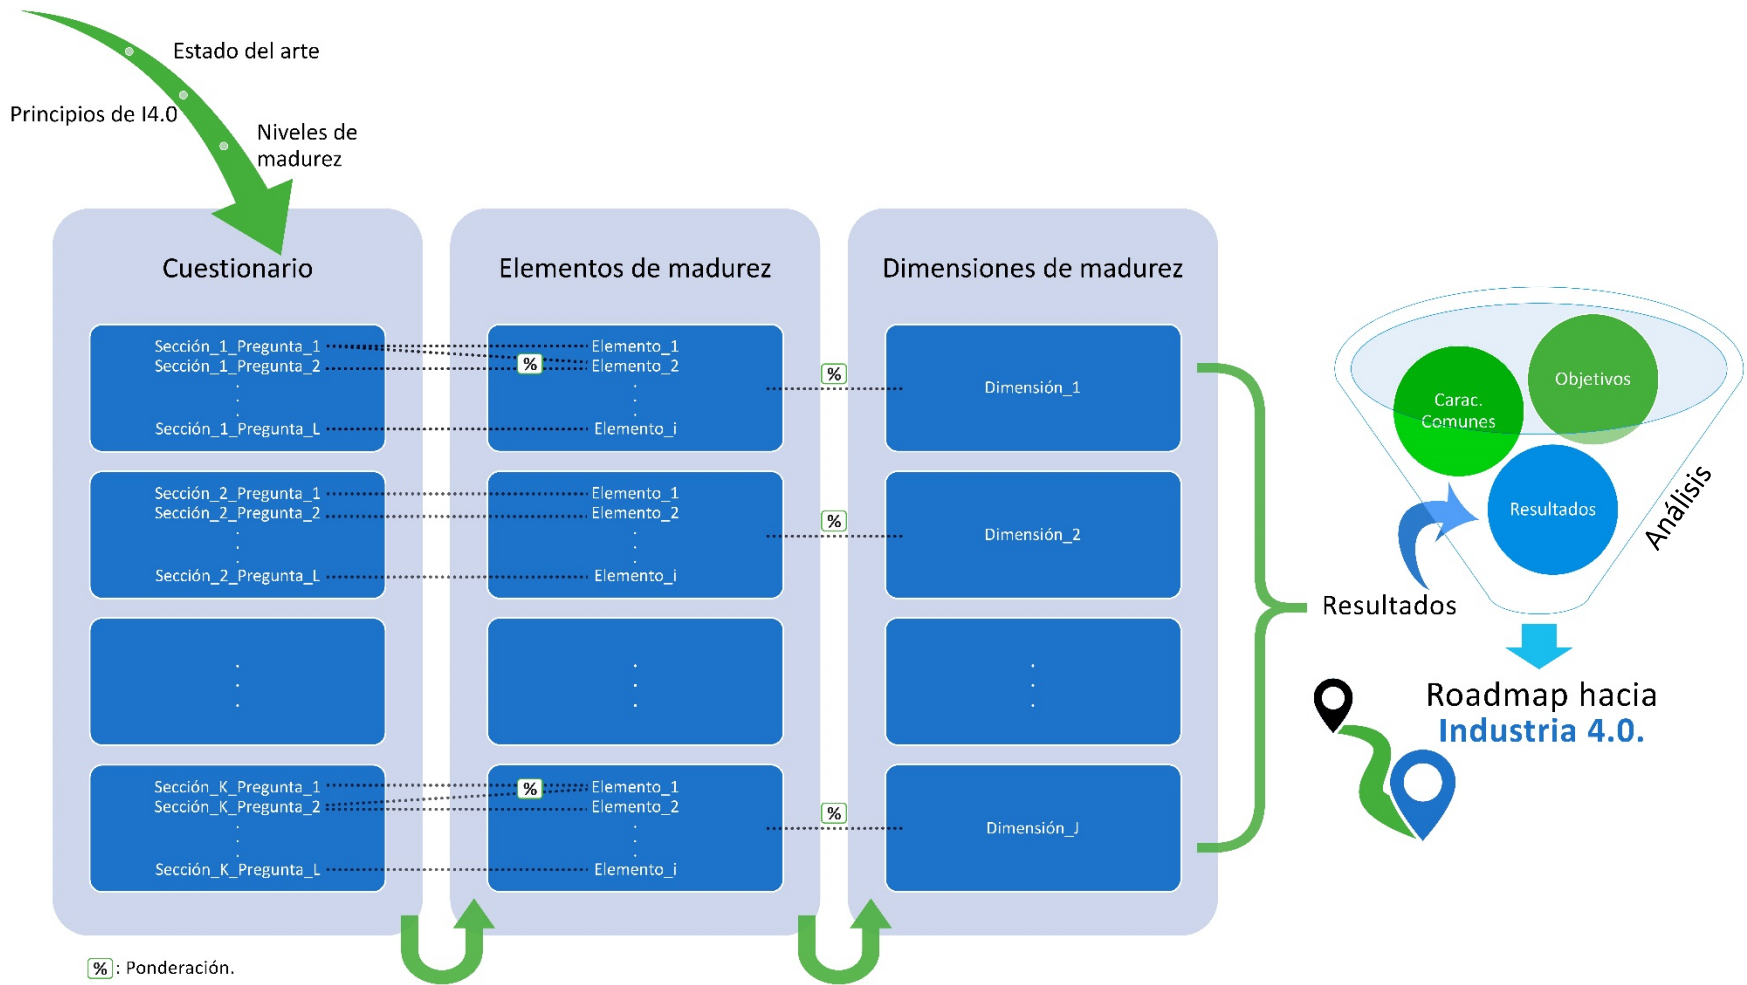 Estado del arte
Principios de I4.0
Niveles de
madurez
Cuestionario
Sección_1_Pregunta_1
Sección_1_Pregunta_2
.
.
.
Sección_1_Pregunta_L
Sección_2_Pregunta_1
Sección_2_Pregunta_2
.
.
.
Sección_2_Pregunta_L
.
.
.
Sección_K_Pregunta_1
Sección_K_Pregunta_2
.
.
.
Sección_K_Pregunta_L
%
%
Elementos de madurez
Elemento_1
Elemento_2
.
.
.
Elemento_i
Elemento_1
Elemento_2
.
.
.
Elemento_i
.
.
.
Elemento_1
Elemento_2
.
.
.
Elemento_i
%
%
%
Dimensiones de madurez
Dimensión_1
Dimensión_2
.
.
.
Dimensión_J
Resultados
Carac.
Comunes
Objetivos
Resultados
Análisis
Roadmap hacia
Industria 4.0.
% : Ponderación.